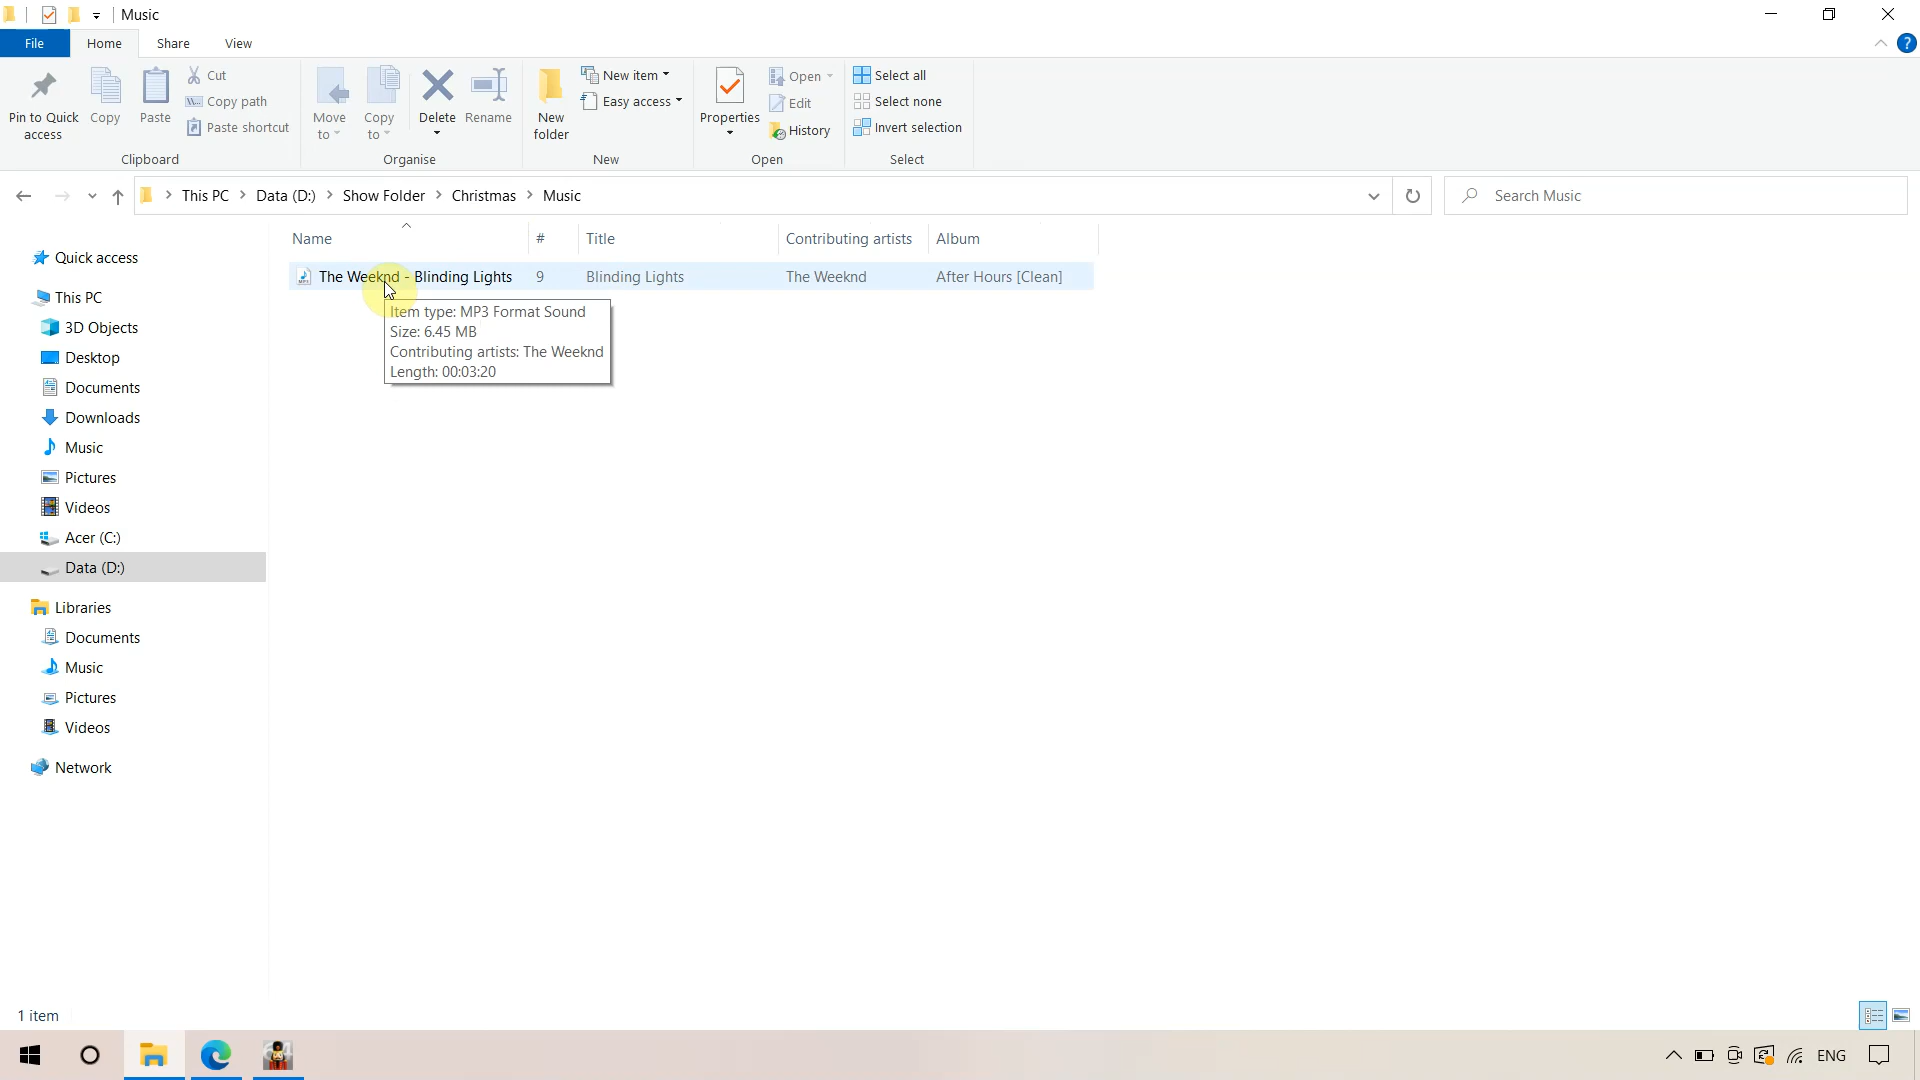 Music
File Home Share View
Pin to Quick access
Copy
Paste
Cut
Copy path
Paste shortcut
Clipboard
Move to
Copy to
Delete
Rename
Organise
New folder
New item
Easy access
New
Properties
Open
Edit
History
Open
Select all
Select none
Invert selection
Select
This PC > Data (D:) > Show Folder > Christmas > Music
Search Music
Quick access
This PC
3D Objects
Desktop
Documents
Downloads
Music
Pictures
Videos
Acer (C:)
Data (D:)
Libraries
Documents
Music
Pictures
Videos
Network
Name # Title Contributing artists Album
The Weeknd - Blinding Lights 9 Blinding Lights The Weeknd After Hours [Clean]
Item type: MP3 Format Sound
Size: 6.45 MB
Contributing artists: The Weeknd
Length: 00:03:20
1 item
ENG